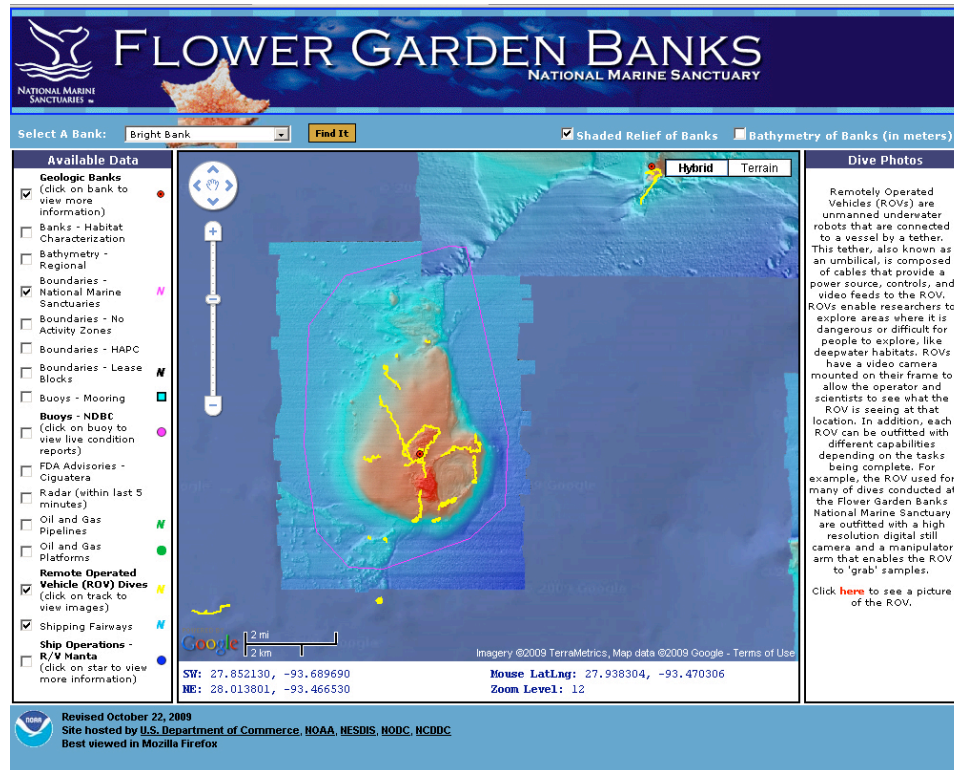 FLOWER GARDEN BANKS
NATIONAL MARINE SANCTUARY
NATIONAL MARINE
SANCTUARIES
Select A Bank:
Bright Bank
Find It
Shaded Relief of Banks
Bathymetry of Banks (in meters)
Available Data
Geologic Banks
(click on bank to
view more
information)
Banks - Habitat
Characterization
Bathymetry -
Regional
Boundaries -
National Marine
Sanctuaries
N
Boundaries - No
Activity Zones
Boundaries - HAPC
Boundaries - Lease
Blocks
N
Buoys - Mooring
Buoys - NDBC
(click on buoy to
view live condition
reports)
FDA Advisories -
Ciguatera
Radar (within last 5
minutes)
Oil and Gas
Pipelines
N
Oil and Gas
Platforms
Remote Operated
Vehicle (ROV) Dives
(click on track to
view images)
N
Shipping Fairways
N
Ship Operations -
R/V Manta
(click on star to view
more information)
Hybrid
Terrain
Google
2 mi
2 km
Imagery ©2009 TerraMetrics, Map data ©2009 Google - Terms of Use
SW: 27.852130, -93.689690
NE: 28.013801, -93.466530
Mouse LatLng: 27.938304, -93.470306
Zoom Level: 12
Dive Photos
Remotely Operated
Vehicles (ROVs) are
unmanned underwater
robots that are connected
to a vessel by a tether.
This tether, also known as
an umbilical, is composed
of cables that provide a
power source, controls, and
video feeds to the ROV.
ROVs enable researchers to
explore areas where it is
dangerous or difficult for
people to explore, like
deepwater habitats. ROVs
have a video camera
mounted on their frame to
allow the operator and
scientists to see what the
ROV is seeing at that
location. In addition, each
ROV can be outfitted with
different capabilities
depending on the tasks
being complete. For
example, the ROV used for
many of dives conducted at
the Flower Garden Banks
National Marine Sanctuary
are outfitted with a high
resolution digital still
camera and a manipulator
arm that enables the ROV
to 'grab' samples.
Click here to see a picture
of the ROV.
NOAA
Revised October 22, 2009
Site hosted by U.S. Department of Commerce, NOAA, NESDIS, NODC, NCDDC
Best viewed in Mozilla Firefox